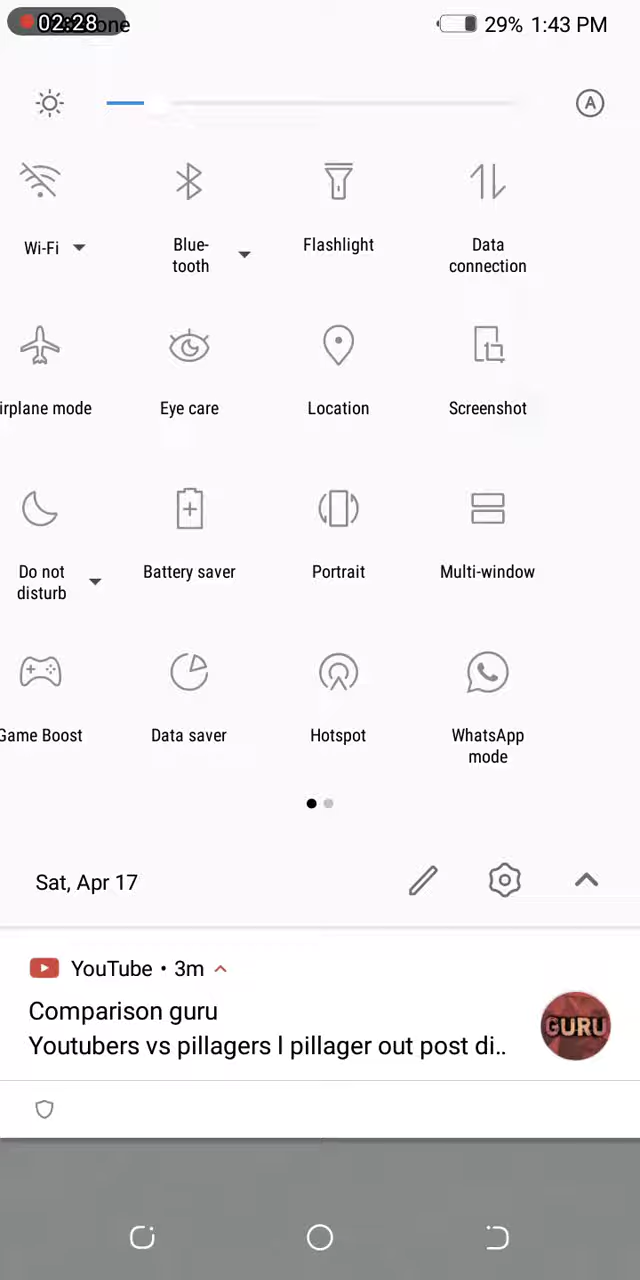 02:28
29% 1:43 PM
A
Wi-Fi
Blue-
tooth
Flashlight
Data
connection
irplane mode
Eye care
Location
Screenshot
Do not
disturb
Battery saver
Portrait
Multi-window
Game Boost
Data saver
Hotspot
WhatsApp
mode
Sat, Apr 17
YouTube • 3m
Comparison guru
GURU
Youtubers vs pillagers l pillager out post di..